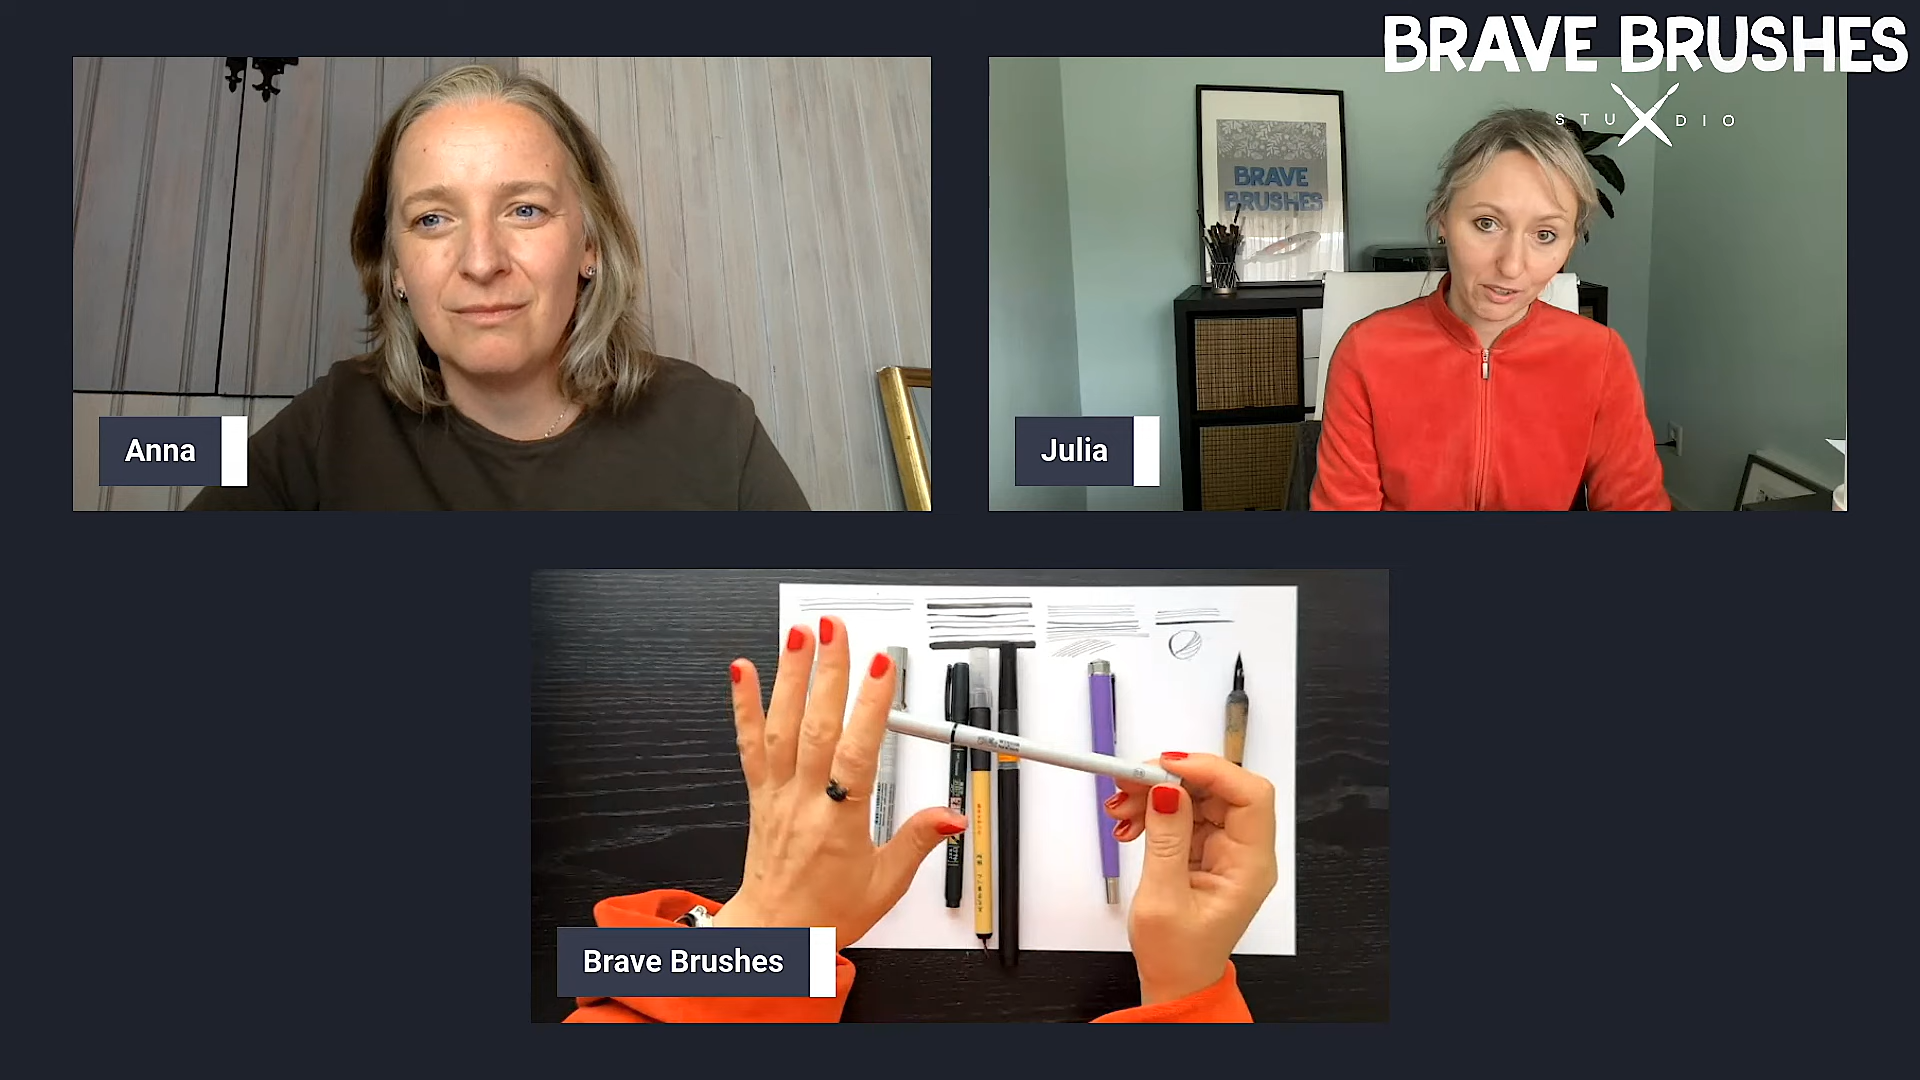 BRAVE BRUSHES
STUDIO
BRAVE
BRUSHES
Anna
Julia
Brave Brushes